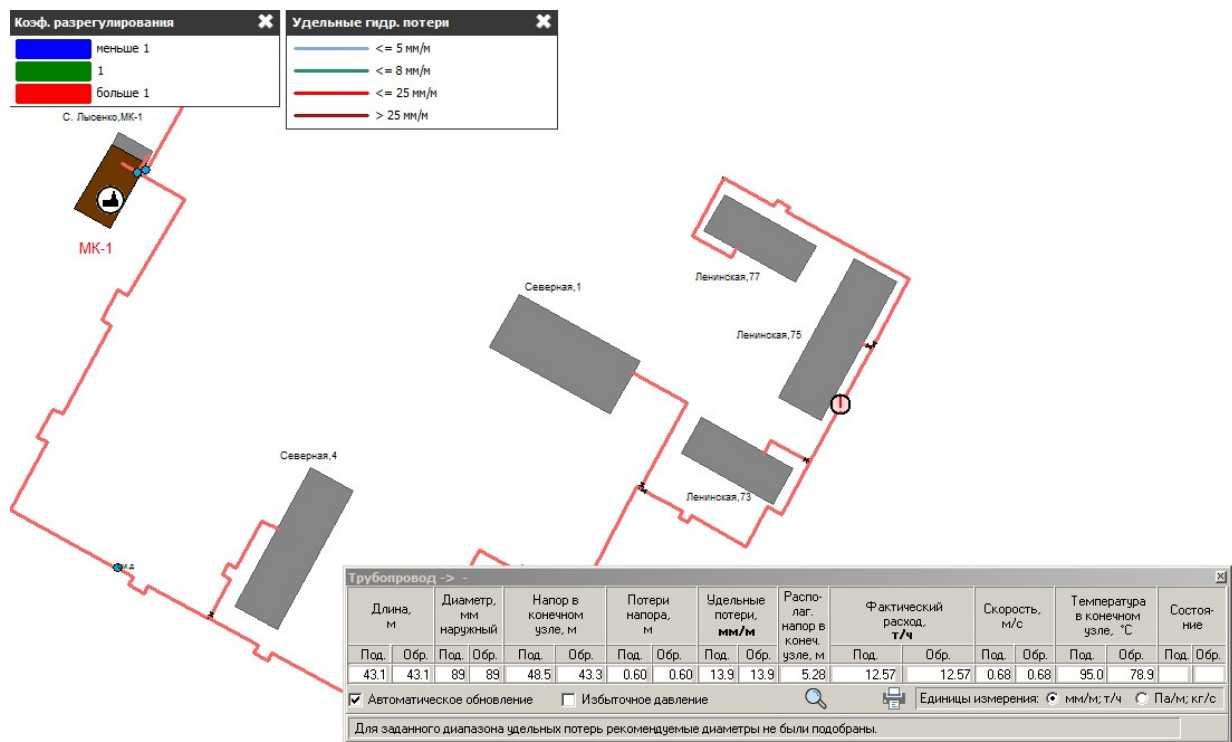 Коэф. разрегулирования
меньше 1
1
больше 1
Удельные гидр. потери
<= 5 мм/м
<= 8 мм/м
<= 25 мм/м
> 25 мм/м
С. Лысенко,МК-1
МК-1
Ленинская,77
Северная,1
Ленинская,75
Северная,4
Ленинская,73
Трубопровод -> -
Длина, м
Диаметр, мм наружный
Напор в конечном узле, м
Потери напора, м
Удельные потери, мм/м
Распо- лаг. напор в конеч. узле, м
Фактический расход, т/ч
Скорость, м/с
Температура в конечном узле, °C
Состоя- ние
Под. Обр. Под. Обр. Под. Обр. Под. Обр. Под. Обр. Под. Обр. Под. Обр. Под. Обр. Под. Обр.
43.1 43.1 89 89 48.5 43.3 0.60 0.60 13.9 13.9 5.28 12.57 12.57 0.68 0.68 95.0 78.9
Автоматическое обновление Избыточное давление Единицы измерения: мм/м; т/ч Па/м; кг/с
Для заданного диапазона удельных потерь рекомендуемые диаметры не были подобраны.